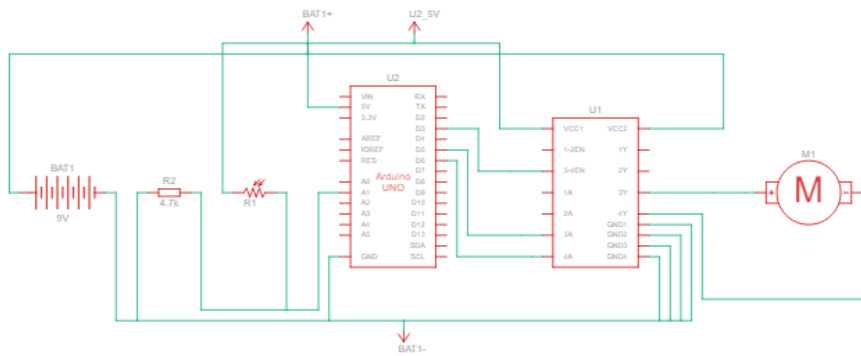 BAT1+
U2_5V
U2
VIN
RX
5V
TX
3.3V
D2
D3
AREF
D4
IOREF
D5
RES
D6
D7
Arduino
UNO
A0
D8
A1
D9
A2
D10
A3
D11
A4
D12
A5
D13
SDA
GND
SCL
U1
VCC1
VCC2
1-2EN
1Y
3-4EN
2Y
1A
3Y
2A
4Y
GND1
3A
GND2
GND3
4A
GND4
M1
M
+
-
BAT1
9V
R2
4.7k
R1
BAT1-